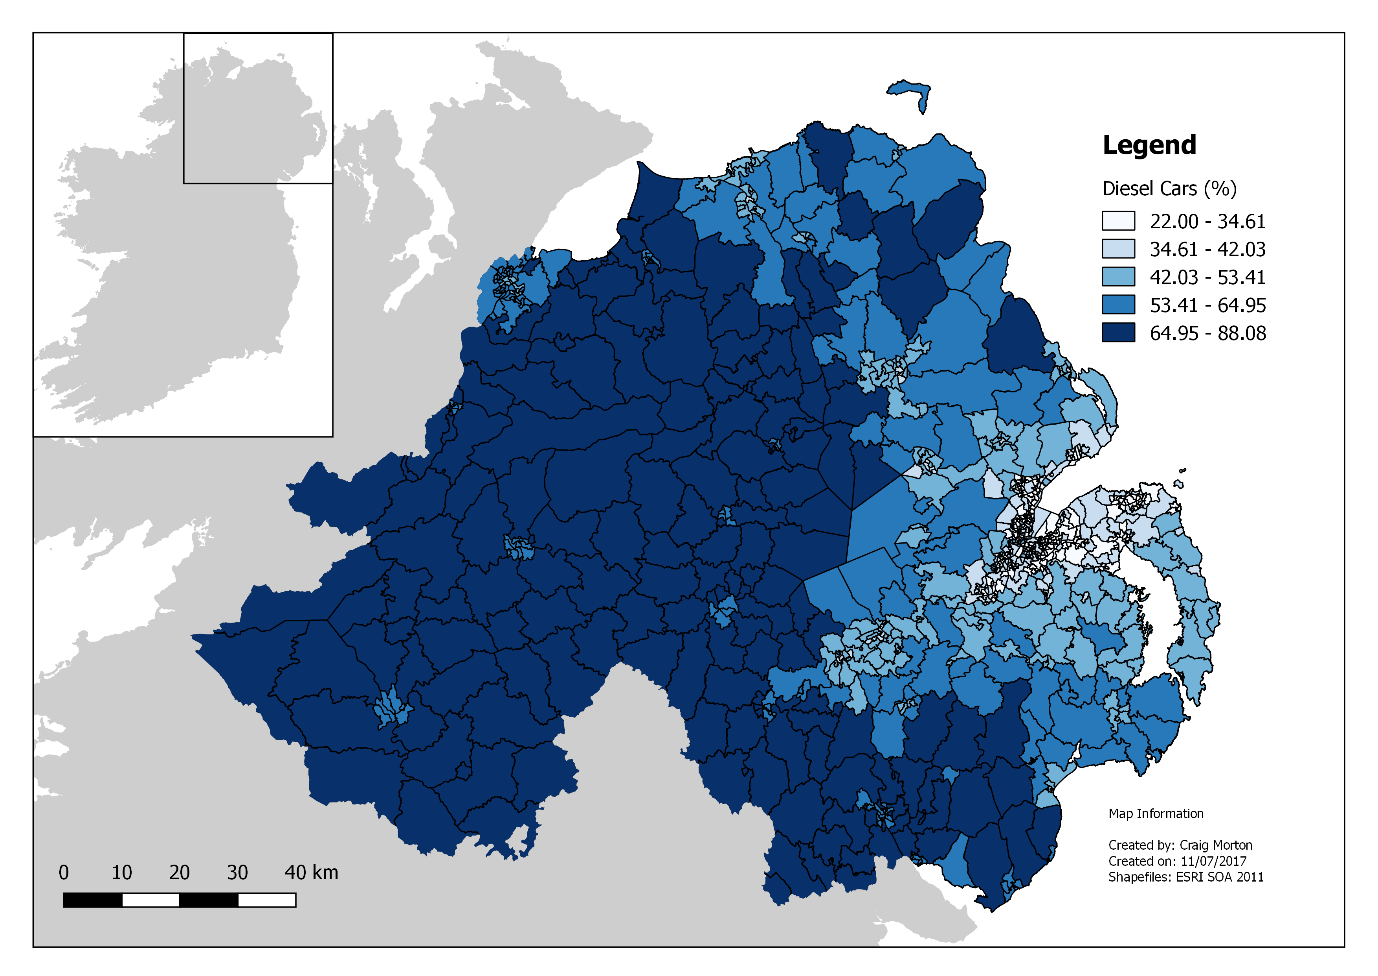 Legend
Diesel Cars (%)
22.00 - 34.61
34.61 - 42.03
42.03 - 53.41
53.41 - 64.95
64.95 - 88.08
Map Information
Created by: Craig Morton
Created on: 11/07/2017
Shapefiles: ESRI SOA 2011
0 10 20 30 40 km